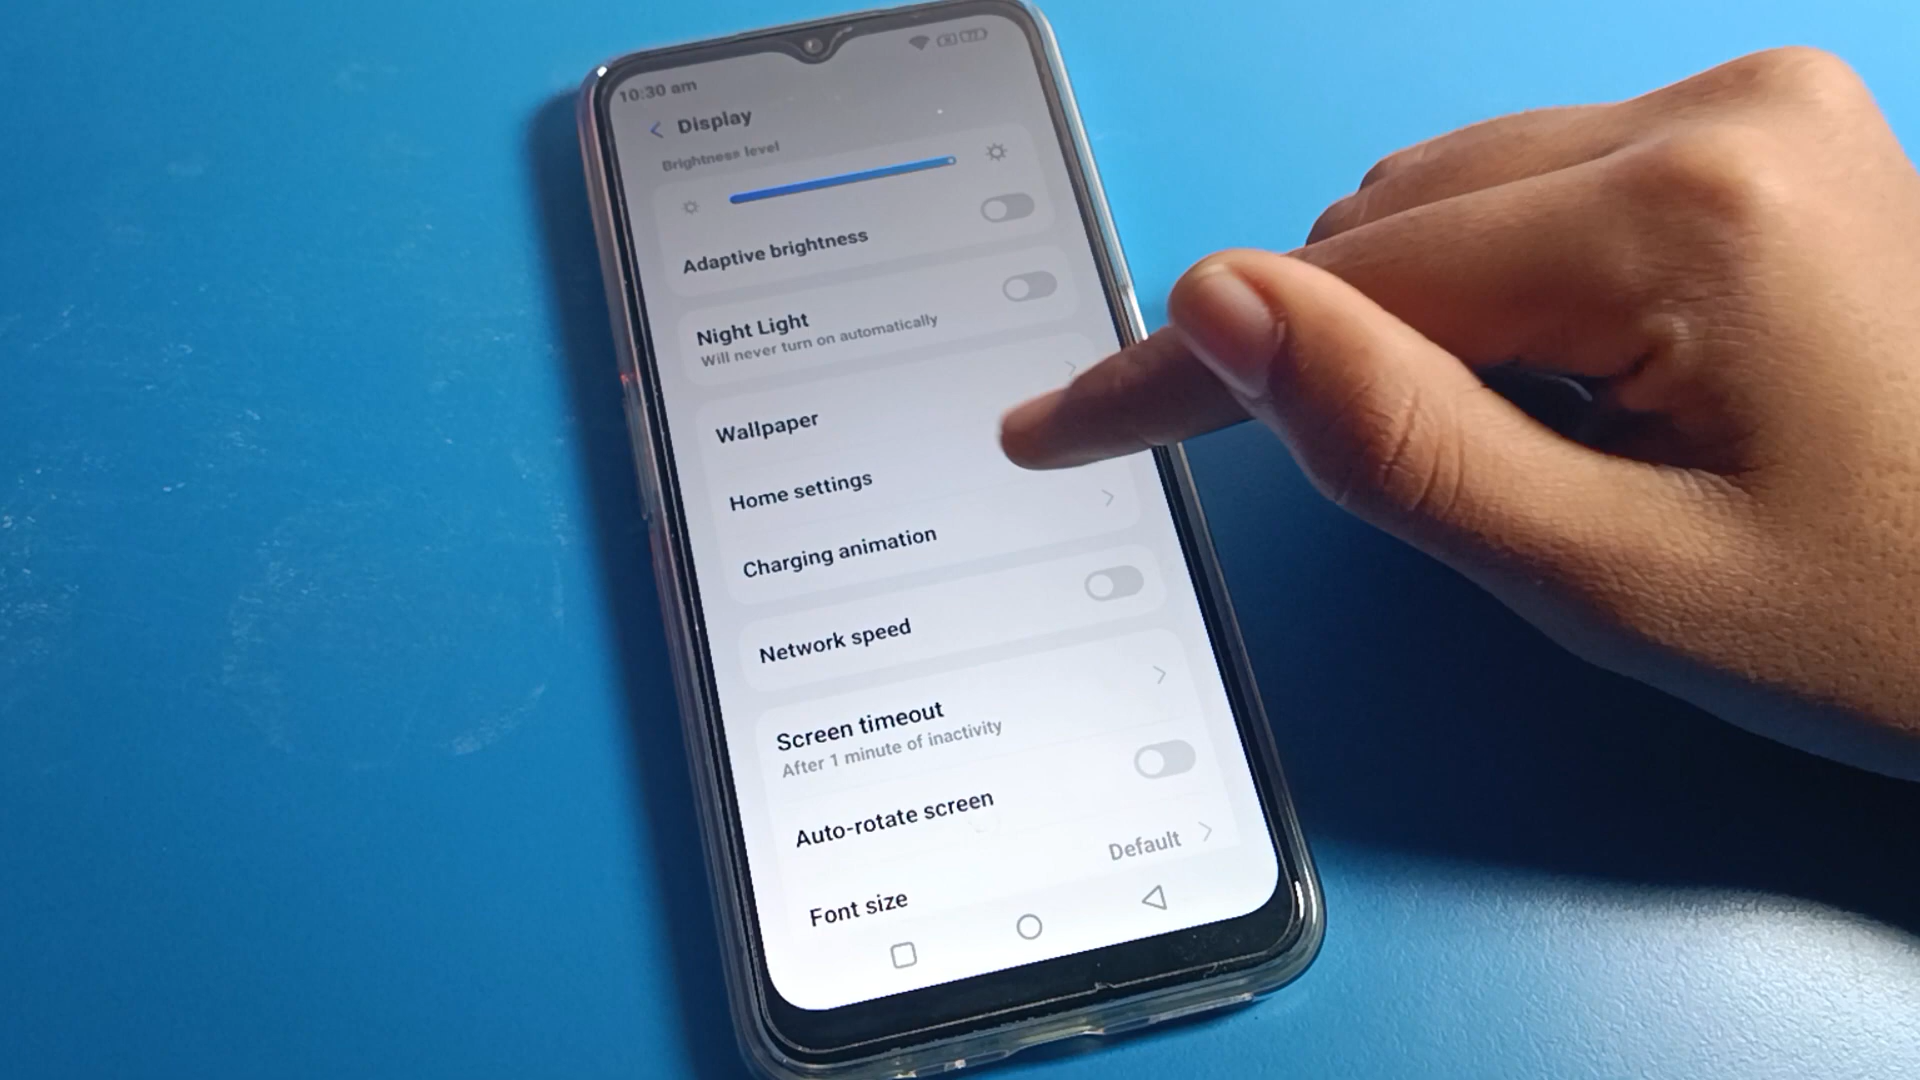 10:30 am
Display
Brightness level
Adaptive brightness
Night Light
Will never turn on automatically
Wallpaper
Home settings
Charging animation
Network speed
Screen timeout
After 1 minute of inactivity
Auto-rotate screen
Font size Default